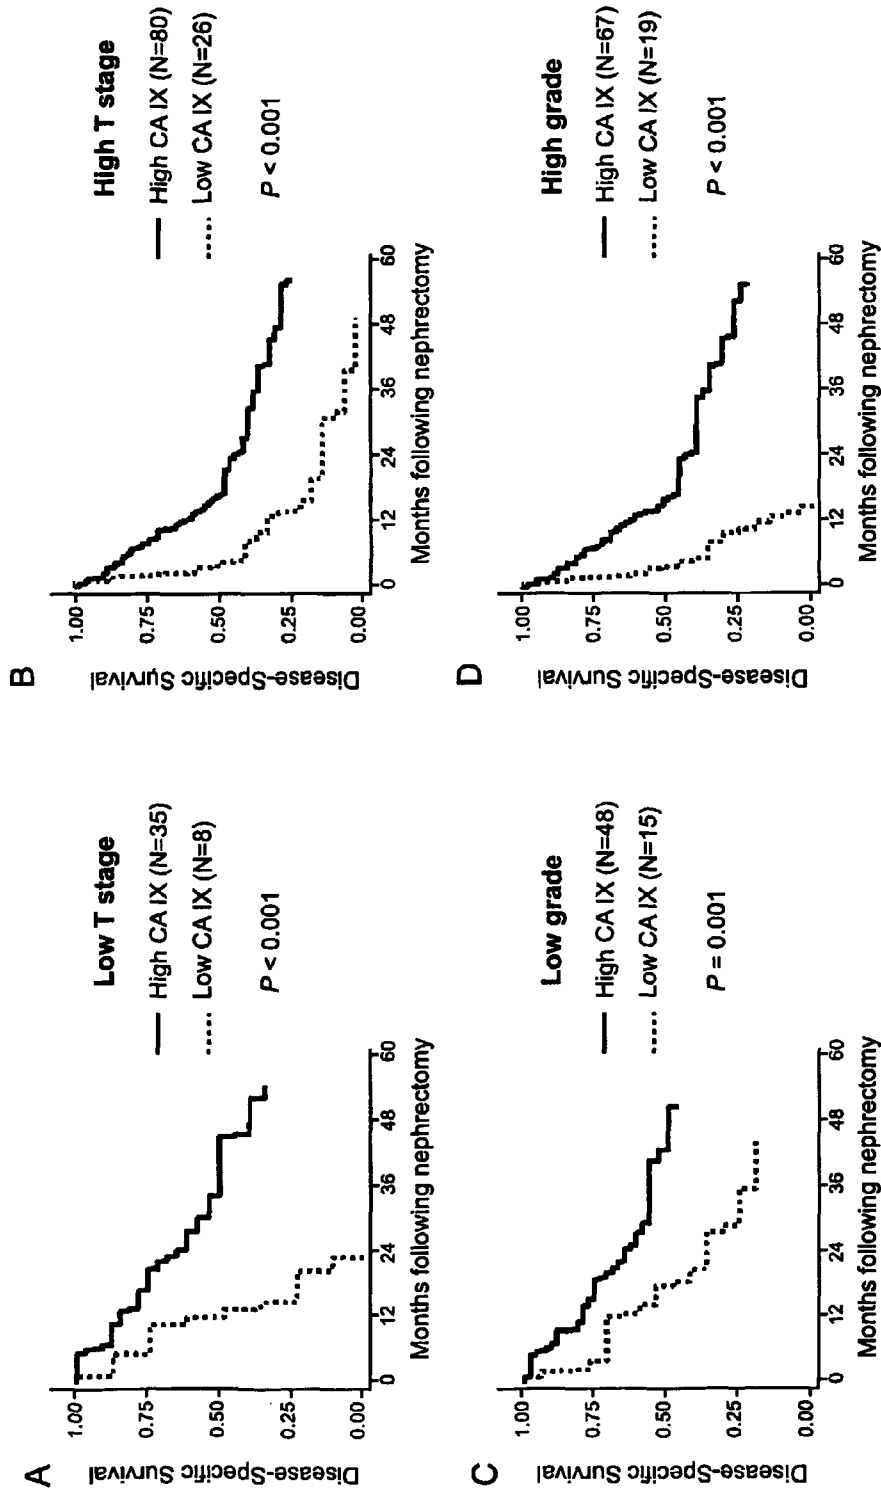 A
Low T stage
High CA IX (N=35)
Low CA IX (N=8)
P < 0.001
Disease-Specific Survival
1.00
0.75
0.50
0.25
0.00
0 12 24 36 48 60
Months following nephrectomy
B
High T stage
High CA IX (N=80)
Low CA IX (N=26)
P < 0.001
Disease-Specific Survival
1.00
0.75
0.50
0.25
0.00
0 12 24 36 48 60
Months following nephrectomy
C
Low grade
High CA IX (N=48)
Low CA IX (N=15)
P = 0.001
Disease-Specific Survival
1.00
0.75
0.50
0.25
0.00
0 12 24 36 48 60
Months following nephrectomy
D
High grade
High CA IX (N=67)
Low CA IX (N=19)
P < 0.001
Disease-Specific Survival
1.00
0.75
0.50
0.25
0.00
0 12 24 36 48 60
Months following nephrectomy